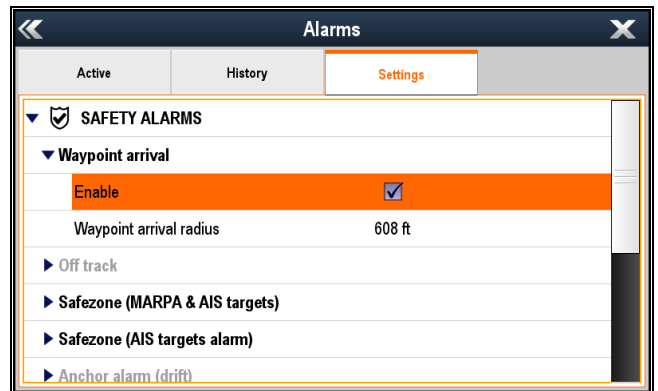 Alarms
Active History Settings
SAFETY ALARMS
Waypoint arrival
Enable
Waypoint arrival radius 608 ft
Off track
Safezone (MARPA & AIS targets)
Safezone (AIS targets alarm)
Anchor alarm (drift)